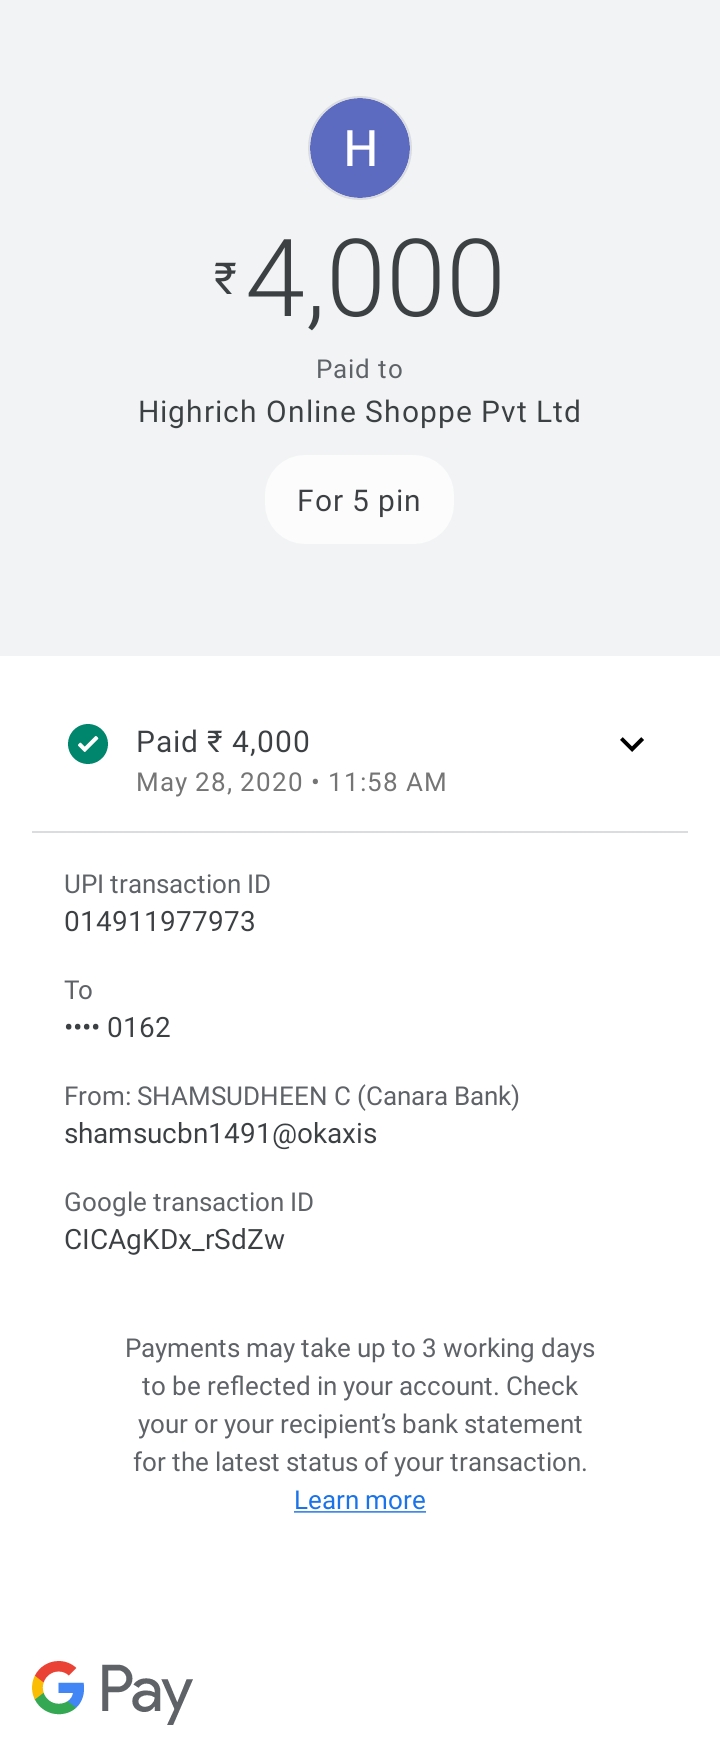 H
₹4,000
Paid to
Highrich Online Shoppe Pvt Ltd
For 5 pin
Paid ₹ 4,000
May 28, 2020 • 11:58 AM
UPI transaction ID
014911977973
To
•••• 0162
From: SHAMSUDHEEN C (Canara Bank)
shamsucbn1491@okaxis
Google transaction ID
CICAgKDx_rSdZw
Payments may take up to 3 working days
to be reflected in your account. Check
your or your recipient's bank statement
for the latest status of your transaction.
Learn more
G Pay